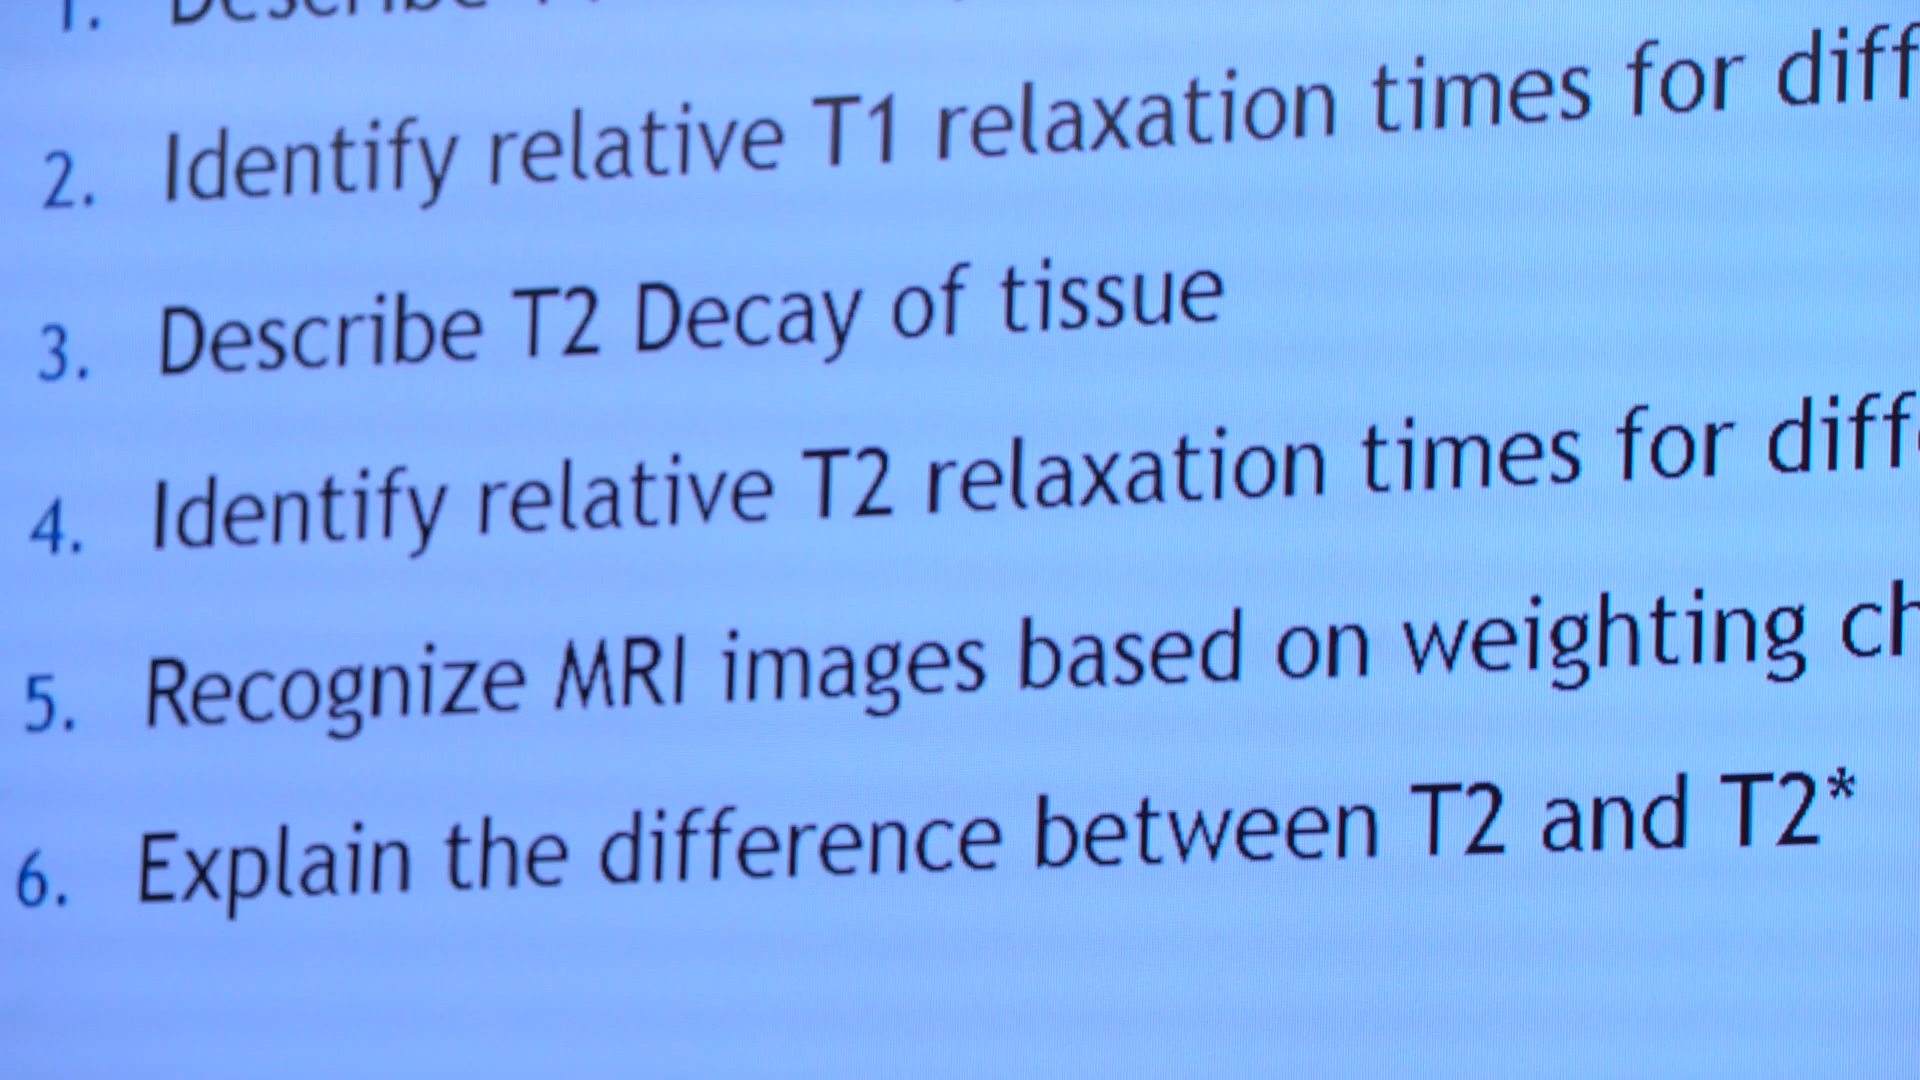 1. Describe
2. Identify relative T1 relaxation times for diff
3. Describe T2 Decay of tissue
4. Identify relative T2 relaxation times for diff
5. Recognize MRI images based on weighting ch
6. Explain the difference between T2 and T2*